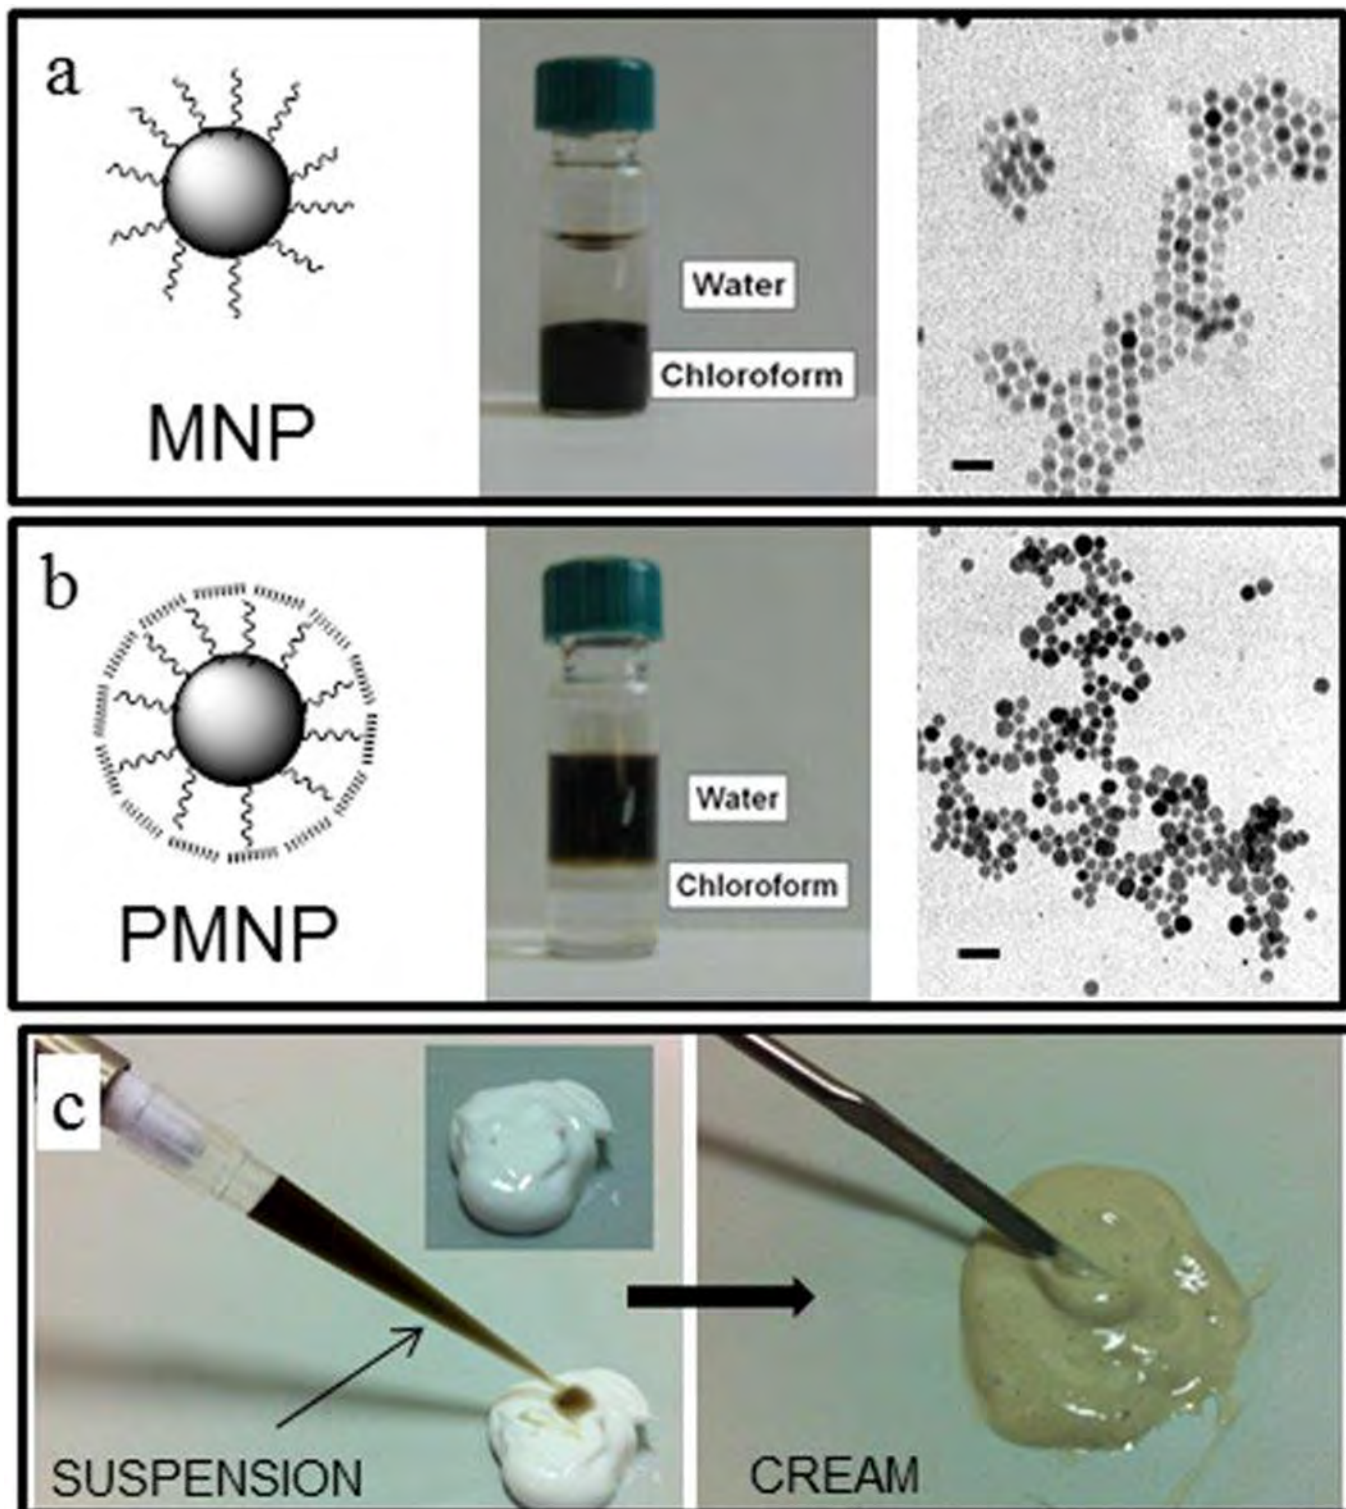 a
Water
Chloroform
MNP
b
Water
Chloroform
PMNP
c
SUSPENSION
CREAM